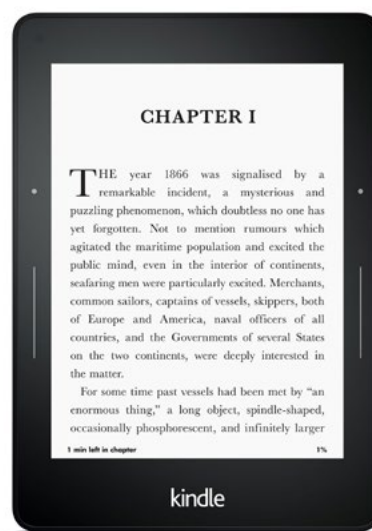 CHAPTER I
THE year 1866 was signalised by a
remarkable incident, a mysterious and
puzzling phenomenon, which doubtless no one has
yet forgotten. Not to mention rumours which
agitated the maritime population and excited the
public mind, even in the interior of continents,
seafaring men were particularly excited. Merchants,
common sailors, captains of vessels, skippers, both
of Europe and America, naval officers of all
countries, and the Governments of several States
on the two continents, were deeply interested in
the matter.
For some time past vessels had been met by “an
enormous thing,” a long object, spindle-shaped,
occasionally phosphorescent, and infinitely larger
1 min left in chapter 1%
kindle